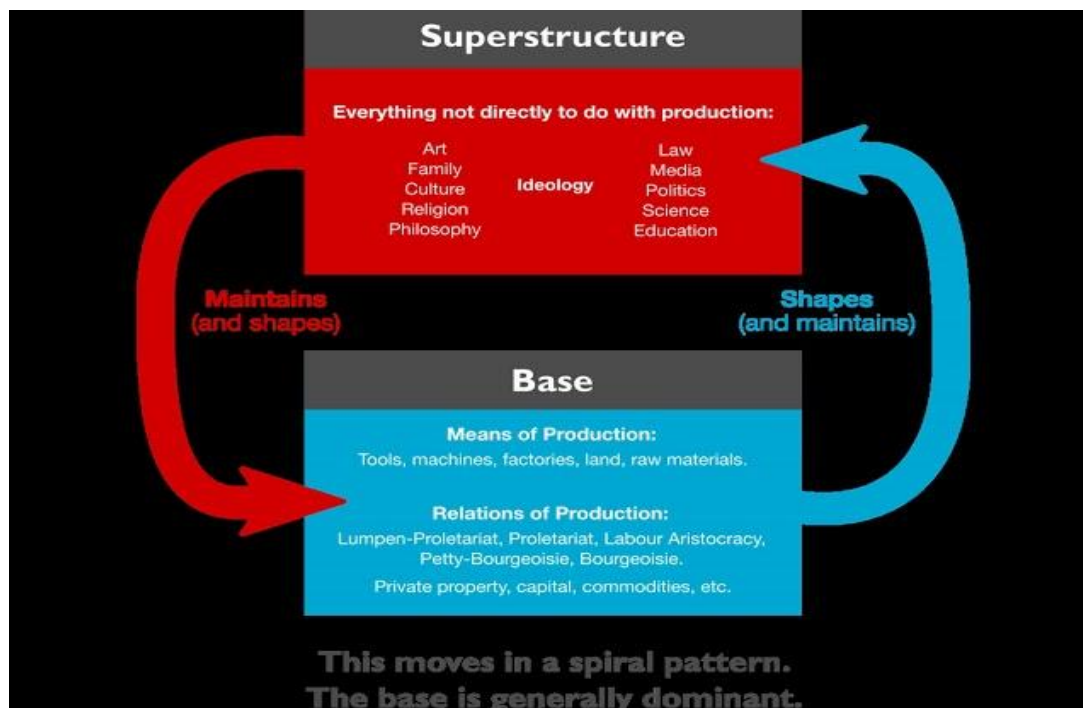 Superstructure
Everything not directly to do with production:
Art
Family
Culture
Religion
Philosophy
Ideology
Law
Media
Politics
Science
Education
Maintains
(and shapes)
Shapes
(and maintains)
Base
Means of Production:
Tools, machines, factories, land, raw materials.
Relations of Production:
Lumpen-Proletariat, Proletariat, Labour Aristocracy,
Petty-Bourgeoisie, Bourgeoisie.
Private property, capital, commodities, etc.
This moves in a spiral pattern.
The base is generally dominant.